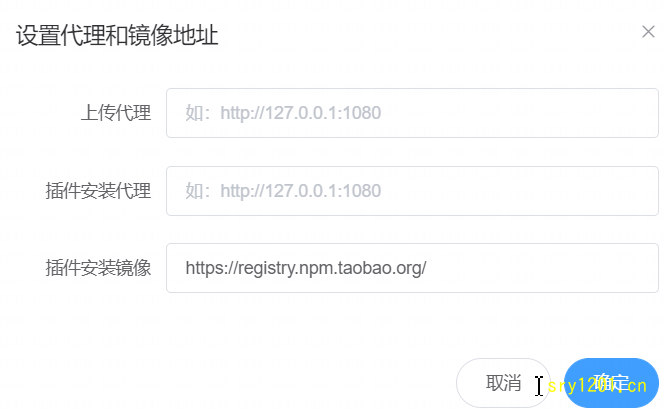 设置代理和镜像地址
上传代理 如：http://127.0.0.1:1080
插件安装代理 如：http://127.0.0.1:1080
插件安装镜像 https://registry.npm.taobao.org/
取消 确定